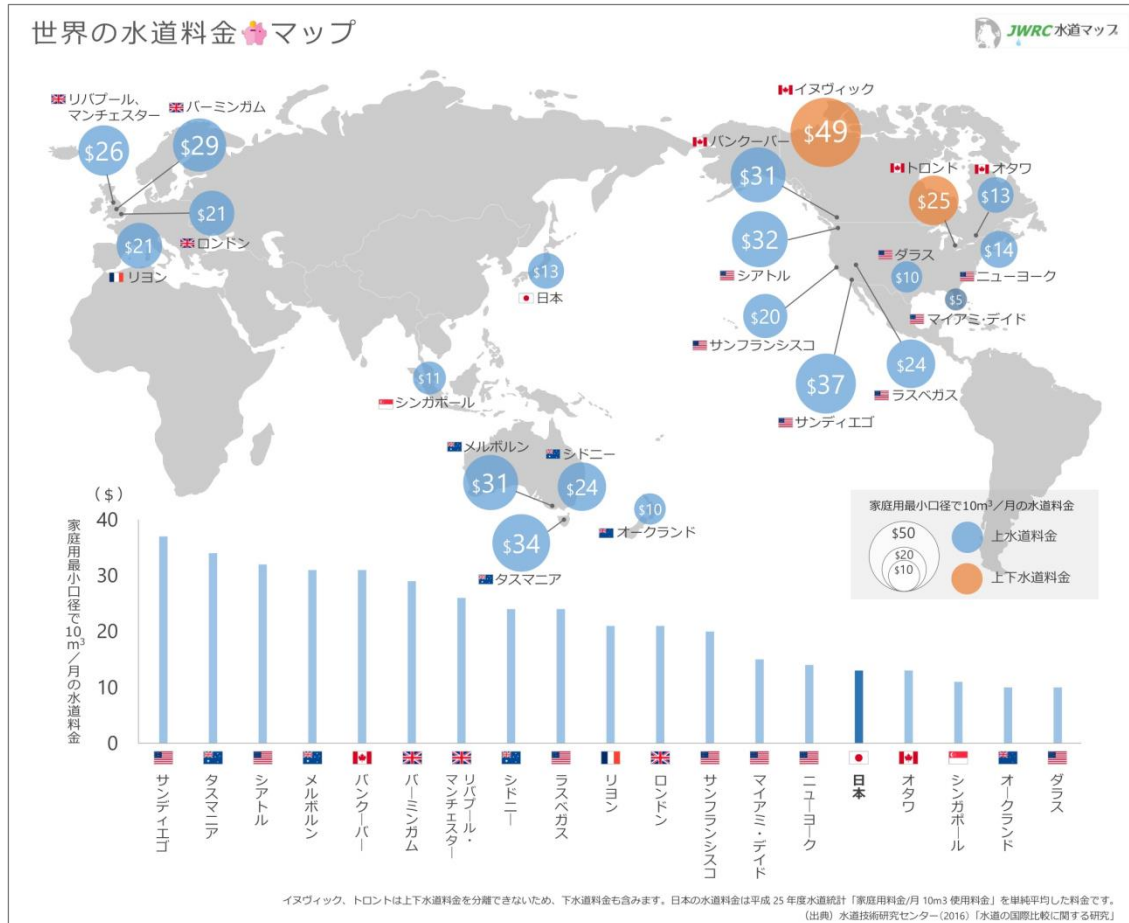 世界の水道料金マップ
JWRC 水道マップ
リバプール、
マンチェスター
$26
バーミンガム
$29
$21
ロンドン
$21
リヨン
$13
日本
$11
シンガポール
メルボルン
$31
シドニー
$24
$34
タスマニア
$10
オークランド
イヌヴィック
$49
バンクーバー
$31
トロンド
$25
オタワ
$13
$32
シアトル
ダラス
$10
$14
ニューヨーク
$5
マイアミ・デイド
$20
サンフランシスコ
$37
サンディエゴ
$24
ラスベガス
家庭用最小口径で10m³／月の水道料金
$50
$20
$10
上水道料金
上下水道料金
（$）
家庭用最小口径で10m³／月の水道料金
40
30
20
10
0
サンディエゴ
タスマニア
シアトル
メルボルン
バンクーバー
バーミンガム
リバプール・
マンチェスター
シドニー
ラスベガス
リヨン
ロンドン
サンフランシスコ
マイアミ・デイド
ニューヨーク
日本
オタワ
シンガポール
オークランド
ダラス
イヌヴィック、トロントは上下水道料金を分離できないため、下水道料金も含みます。日本の水道料金は平成 25 年度水道統計「家庭用料金/月 10m3 使用料金」を単純平均した料金です。
（出典）水道技術研究センター(2016)「水道の国際比較に関する研究」